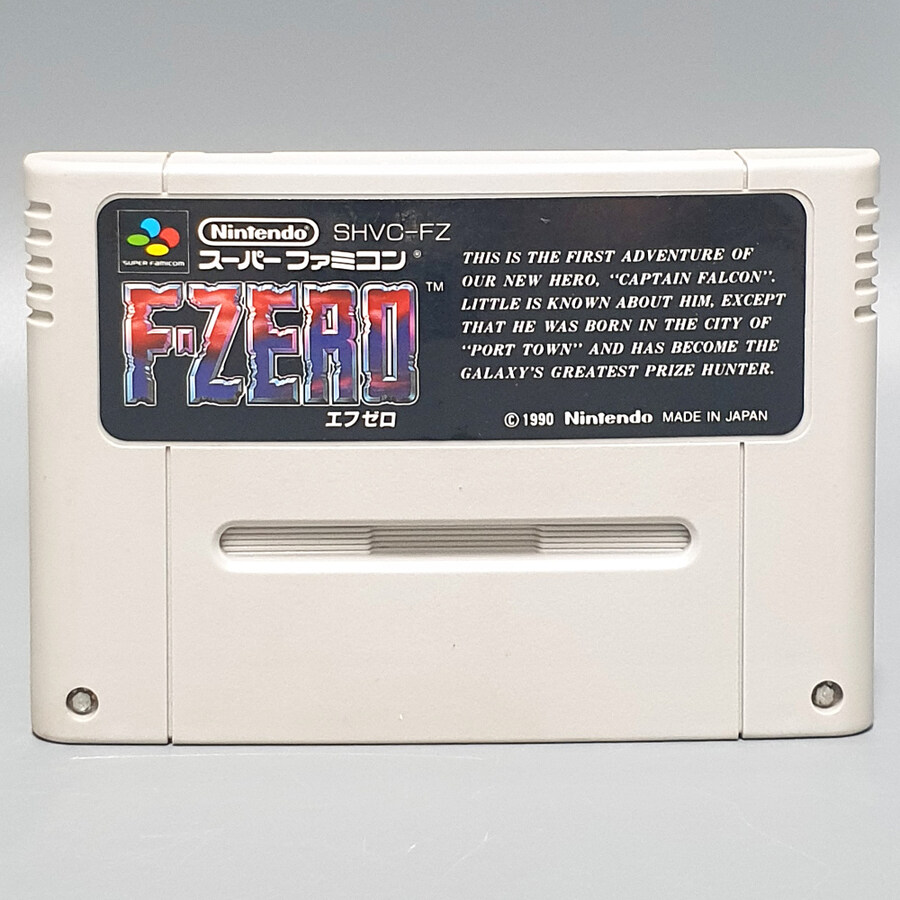 SUPER FAMICOM
Nintendo® SHVC-FZ
スーパーファミコン®
F-ZERO™
エフゼロ
THIS IS THE FIRST ADVENTURE OF
OUR NEW HERO, "CAPTAIN FALCON".
LITTLE IS KNOWN ABOUT HIM, EXCEPT
THAT HE WAS BORN IN THE CITY OF
"PORT TOWN" AND HAS BECOME THE
GALAXY'S GREATEST PRIZE HUNTER.
© 1990 Nintendo MADE IN JAPAN